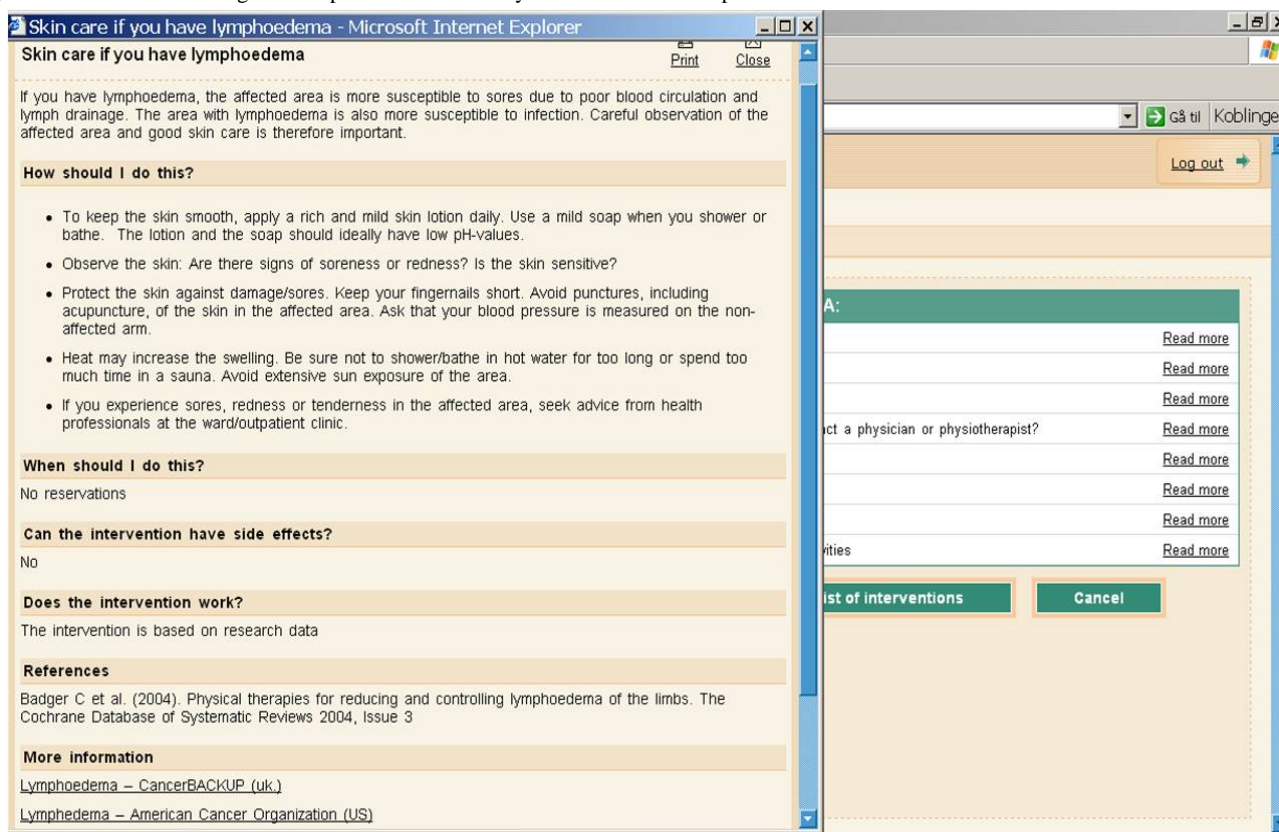 Skin care if you have lymphoedema - Microsoft Internet Explorer
Skin care if you have lymphoedema
Print Close
If you have lymphoedema, the affected area is more susceptible to sores due to poor blood circulation and
lymph drainage. The area with lymphoedema is also more susceptible to infection. Careful observation of the
affected area and good skin care is therefore important.
How should I do this?
• To keep the skin smooth, apply a rich and mild skin lotion daily. Use a mild soap when you shower or
bathe. The lotion and the soap should ideally have low pH-values.
• Observe the skin: Are there signs of soreness or redness? Is the skin sensitive?
• Protect the skin against damage/sores. Keep your fingernails short. Avoid punctures, including
acupuncture, of the skin in the affected area. Ask that your blood pressure is measured on the non-
affected arm.
• Heat may increase the swelling. Be sure not to shower/bathe in hot water for too long or spend too
much time in a sauna. Avoid extensive sun exposure of the area.
• If you experience sores, redness or tenderness in the affected area, seek advice from health
professionals at the ward/outpatient clinic.
When should I do this?
No reservations
Can the intervention have side effects?
No
Does the intervention work?
The intervention is based on research data
References
Badger C et al. (2004). Physical therapies for reducing and controlling lymphoedema of the limbs. The
Cochrane Database of Systematic Reviews 2004, Issue 3
More information
Lymphoedema – CancerBACKUP (uk.)
Lymphedema – American Cancer Organization (US)
Gå til Koblinge
Log out
A:
Read more
Read more
Read more
act a physician or physiotherapist? Read more
Read more
Read more
Read more
vities Read more
ist of interventions Cancel